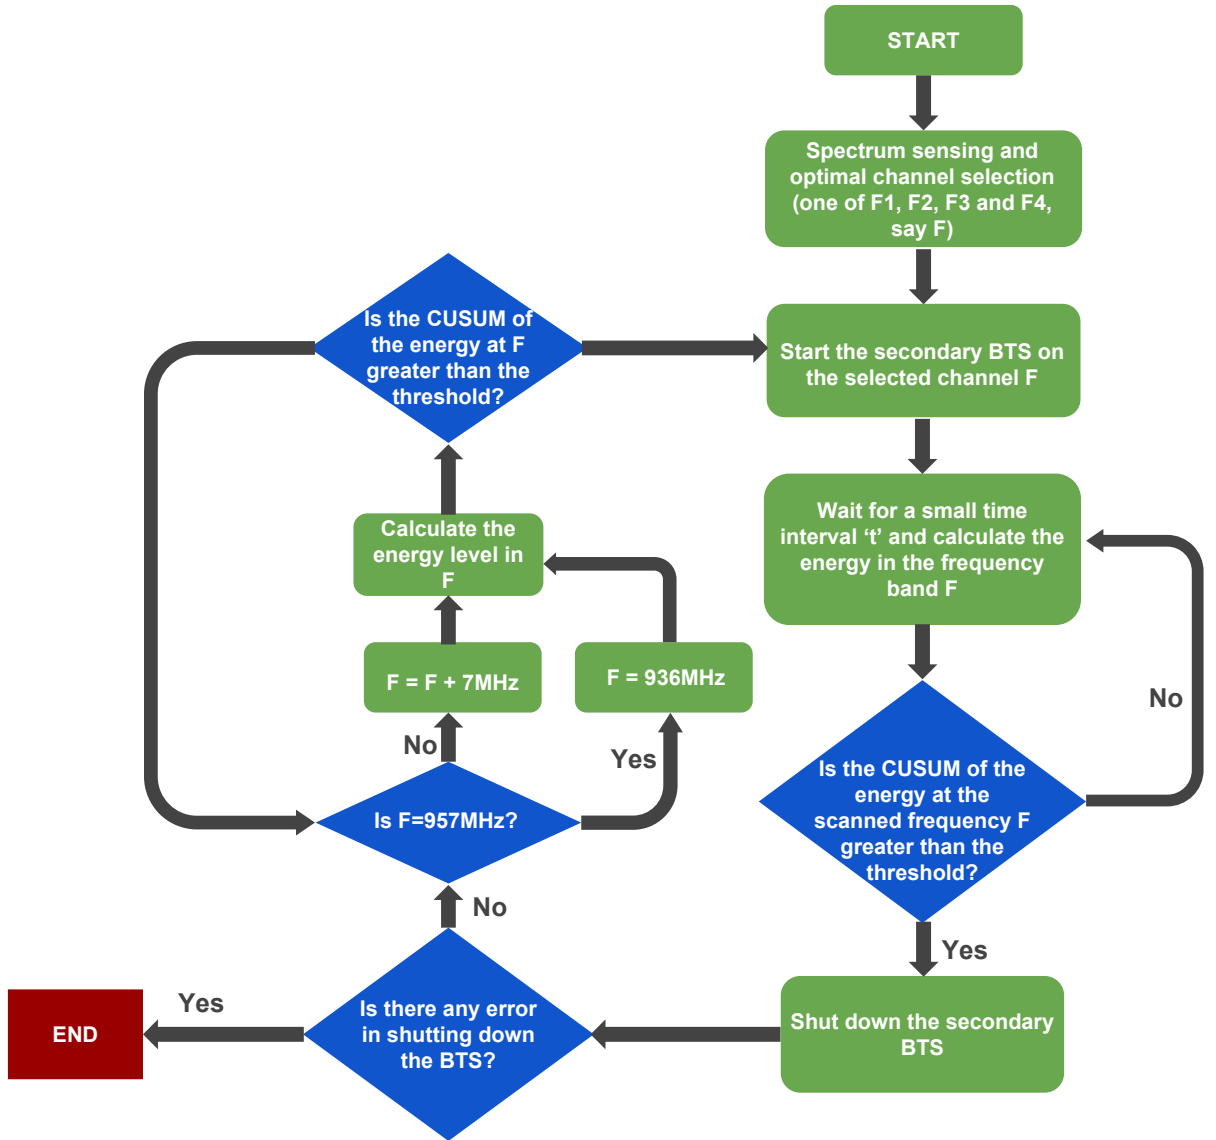 START
Spectrum sensing and
optimal channel selection
(one of F1, F2, F3 and F4,
say F)
Is the CUSUM of
the energy at F
greater than the
threshold?
Start the secondary BTS on
the selected channel F
Wait for a small time
interval ‘t’ and calculate the
energy in the frequency
band F
Calculate the
energy level in
F
F = F + 7MHz
F = 936MHz
No
No
Yes
Is F=957MHz?
Is the CUSUM of the
energy at the
scanned frequency F
greater than the
threshold?
No
Yes
Yes
Is there any error
in shutting down
the BTS?
Shut down the secondary
BTS
END